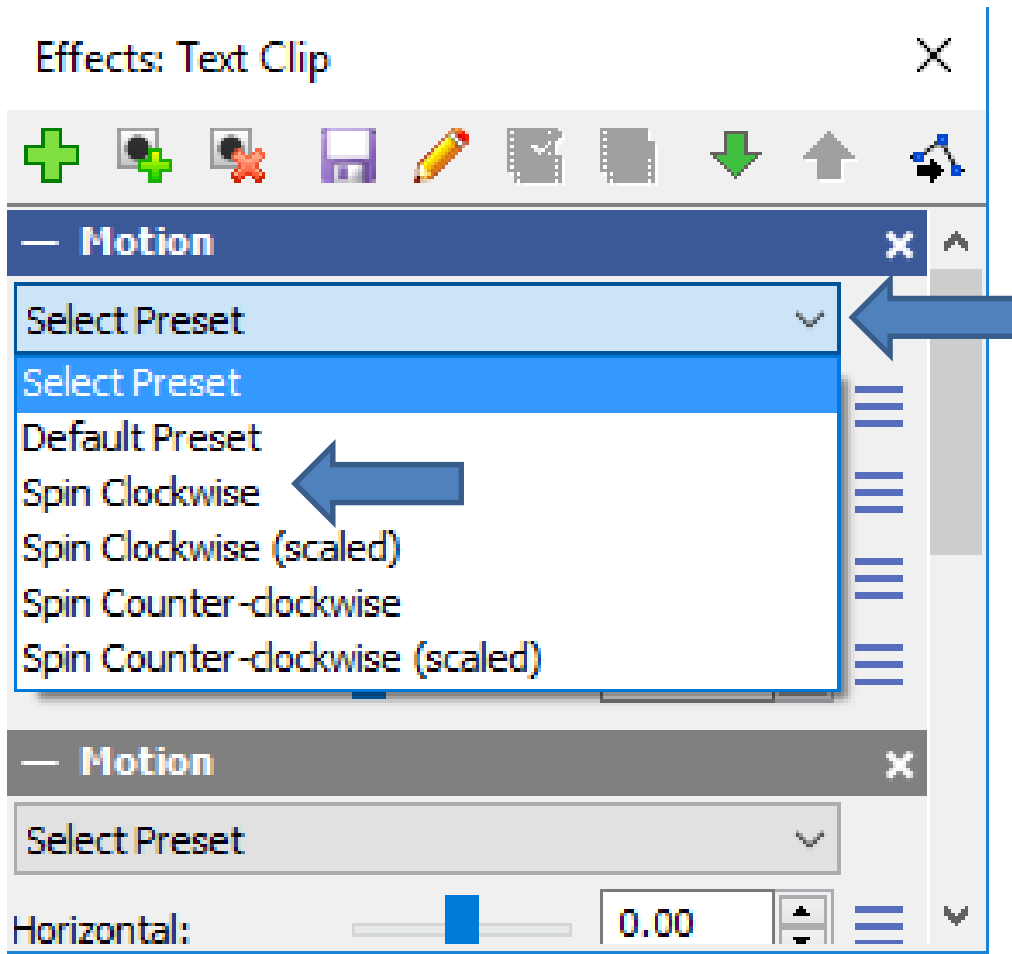 Effects: Text Clip
Motion
Select Preset
Select Preset
Default Preset
Spin Clockwise
Spin Clockwise (scaled)
Spin Counter-clockwise
Spin Counter-clockwise (scaled)
Motion
Select Preset
Horizontal: 0.00